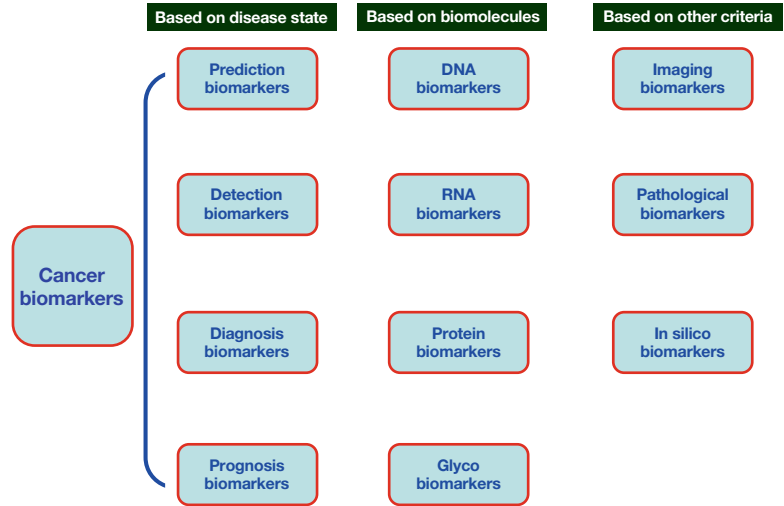 Based on disease state
Based on biomolecules
Based on other criteria
Prediction
biomarkers
DNA
biomarkers
Imaging
biomarkers
Detection
biomarkers
RNA
biomarkers
Pathological
biomarkers
Cancer
biomarkers
Diagnosis
biomarkers
Protein
biomarkers
In silico
biomarkers
Prognosis
biomarkers
Glyco
biomarkers